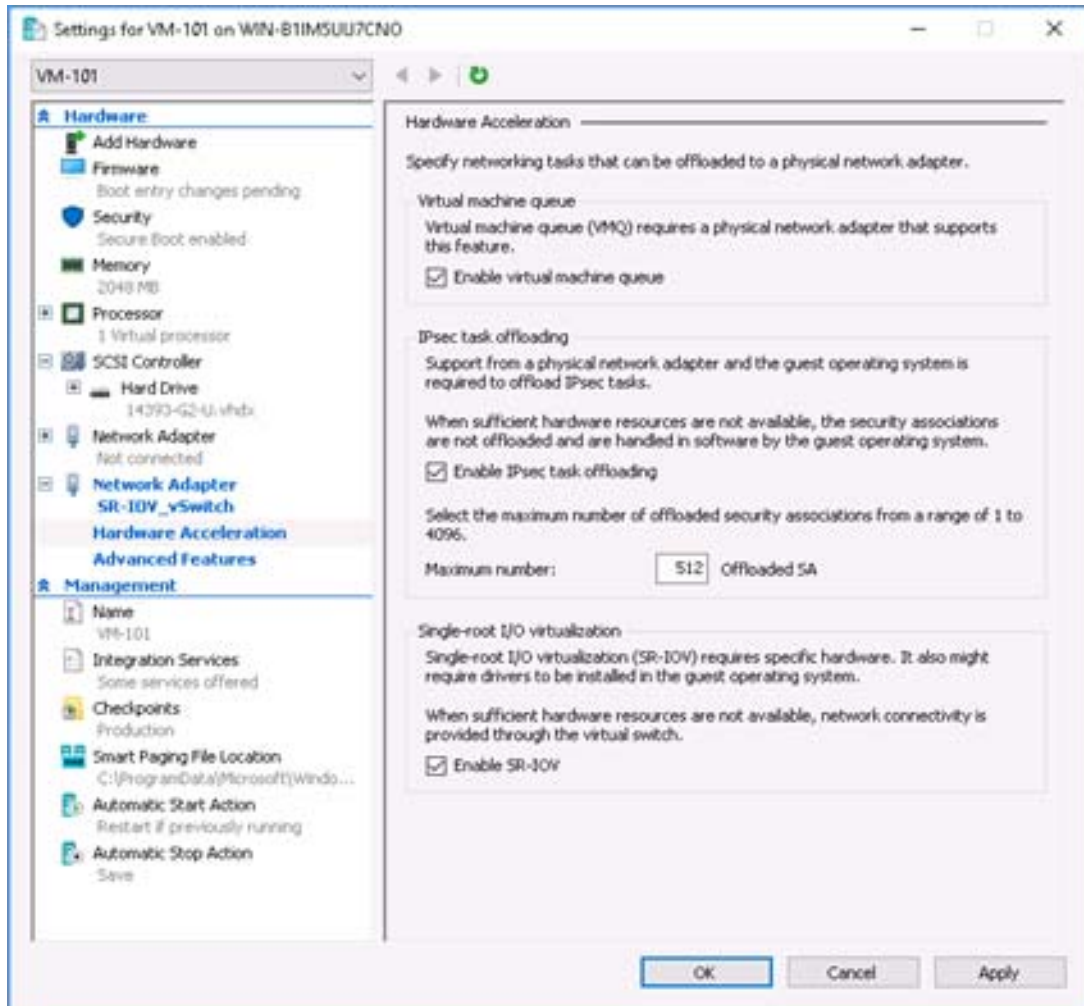 Settings for VM-101 on WIN-B1IM5UU7CNO
VM-101
Hardware
Add Hardware
Firmware
Boot entry changes pending
Security
Secure Boot enabled
Memory
2048 MB
Processor
1 Virtual processor
SCSI Controller
Hard Drive
14393-G2-U.vhdx
Network Adapter
Not connected
Network Adapter
SR-IOV_vSwitch
Hardware Acceleration
Advanced Features
Management
Name
VM-101
Integration Services
Some services offered
Checkpoints
Production
Smart Paging File Location
C:\ProgramData\Microsoft\Windo...
Automatic Start Action
Restart if previously running
Automatic Stop Action
Save
Hardware Acceleration
Specify networking tasks that can be offloaded to a physical network adapter.
Virtual machine queue
Virtual machine queue (VMQ) requires a physical network adapter that supports
this feature.
Enable virtual machine queue
IPsec task offloading
Support from a physical network adapter and the guest operating system is
required to offload IPsec tasks.
When sufficient hardware resources are not available, the security associations
are not offloaded and are handled in software by the guest operating system.
Enable IPsec task offloading
Select the maximum number of offloaded security associations from a range of 1 to
4096.
Maximum number: 512 Offloaded SA
Single-root I/O virtualization
Single-root I/O virtualization (SR-IOV) requires specific hardware. It also might
require drivers to be installed in the guest operating system.
When sufficient hardware resources are not available, network connectivity is
provided through the virtual switch.
Enable SR-IOV
OK Cancel Apply